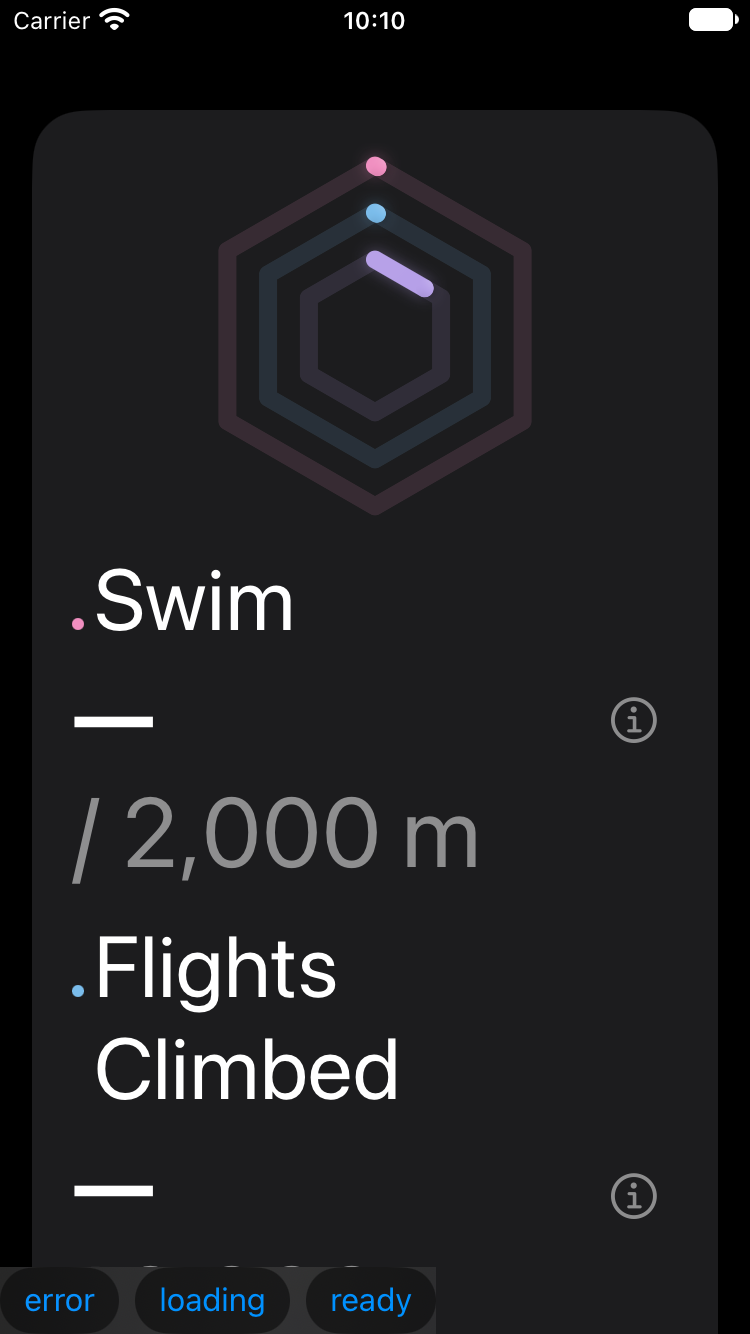 Carrier 10:10
Swim
—
/ 2,000 m
Flights
Climbed
—
error loading ready